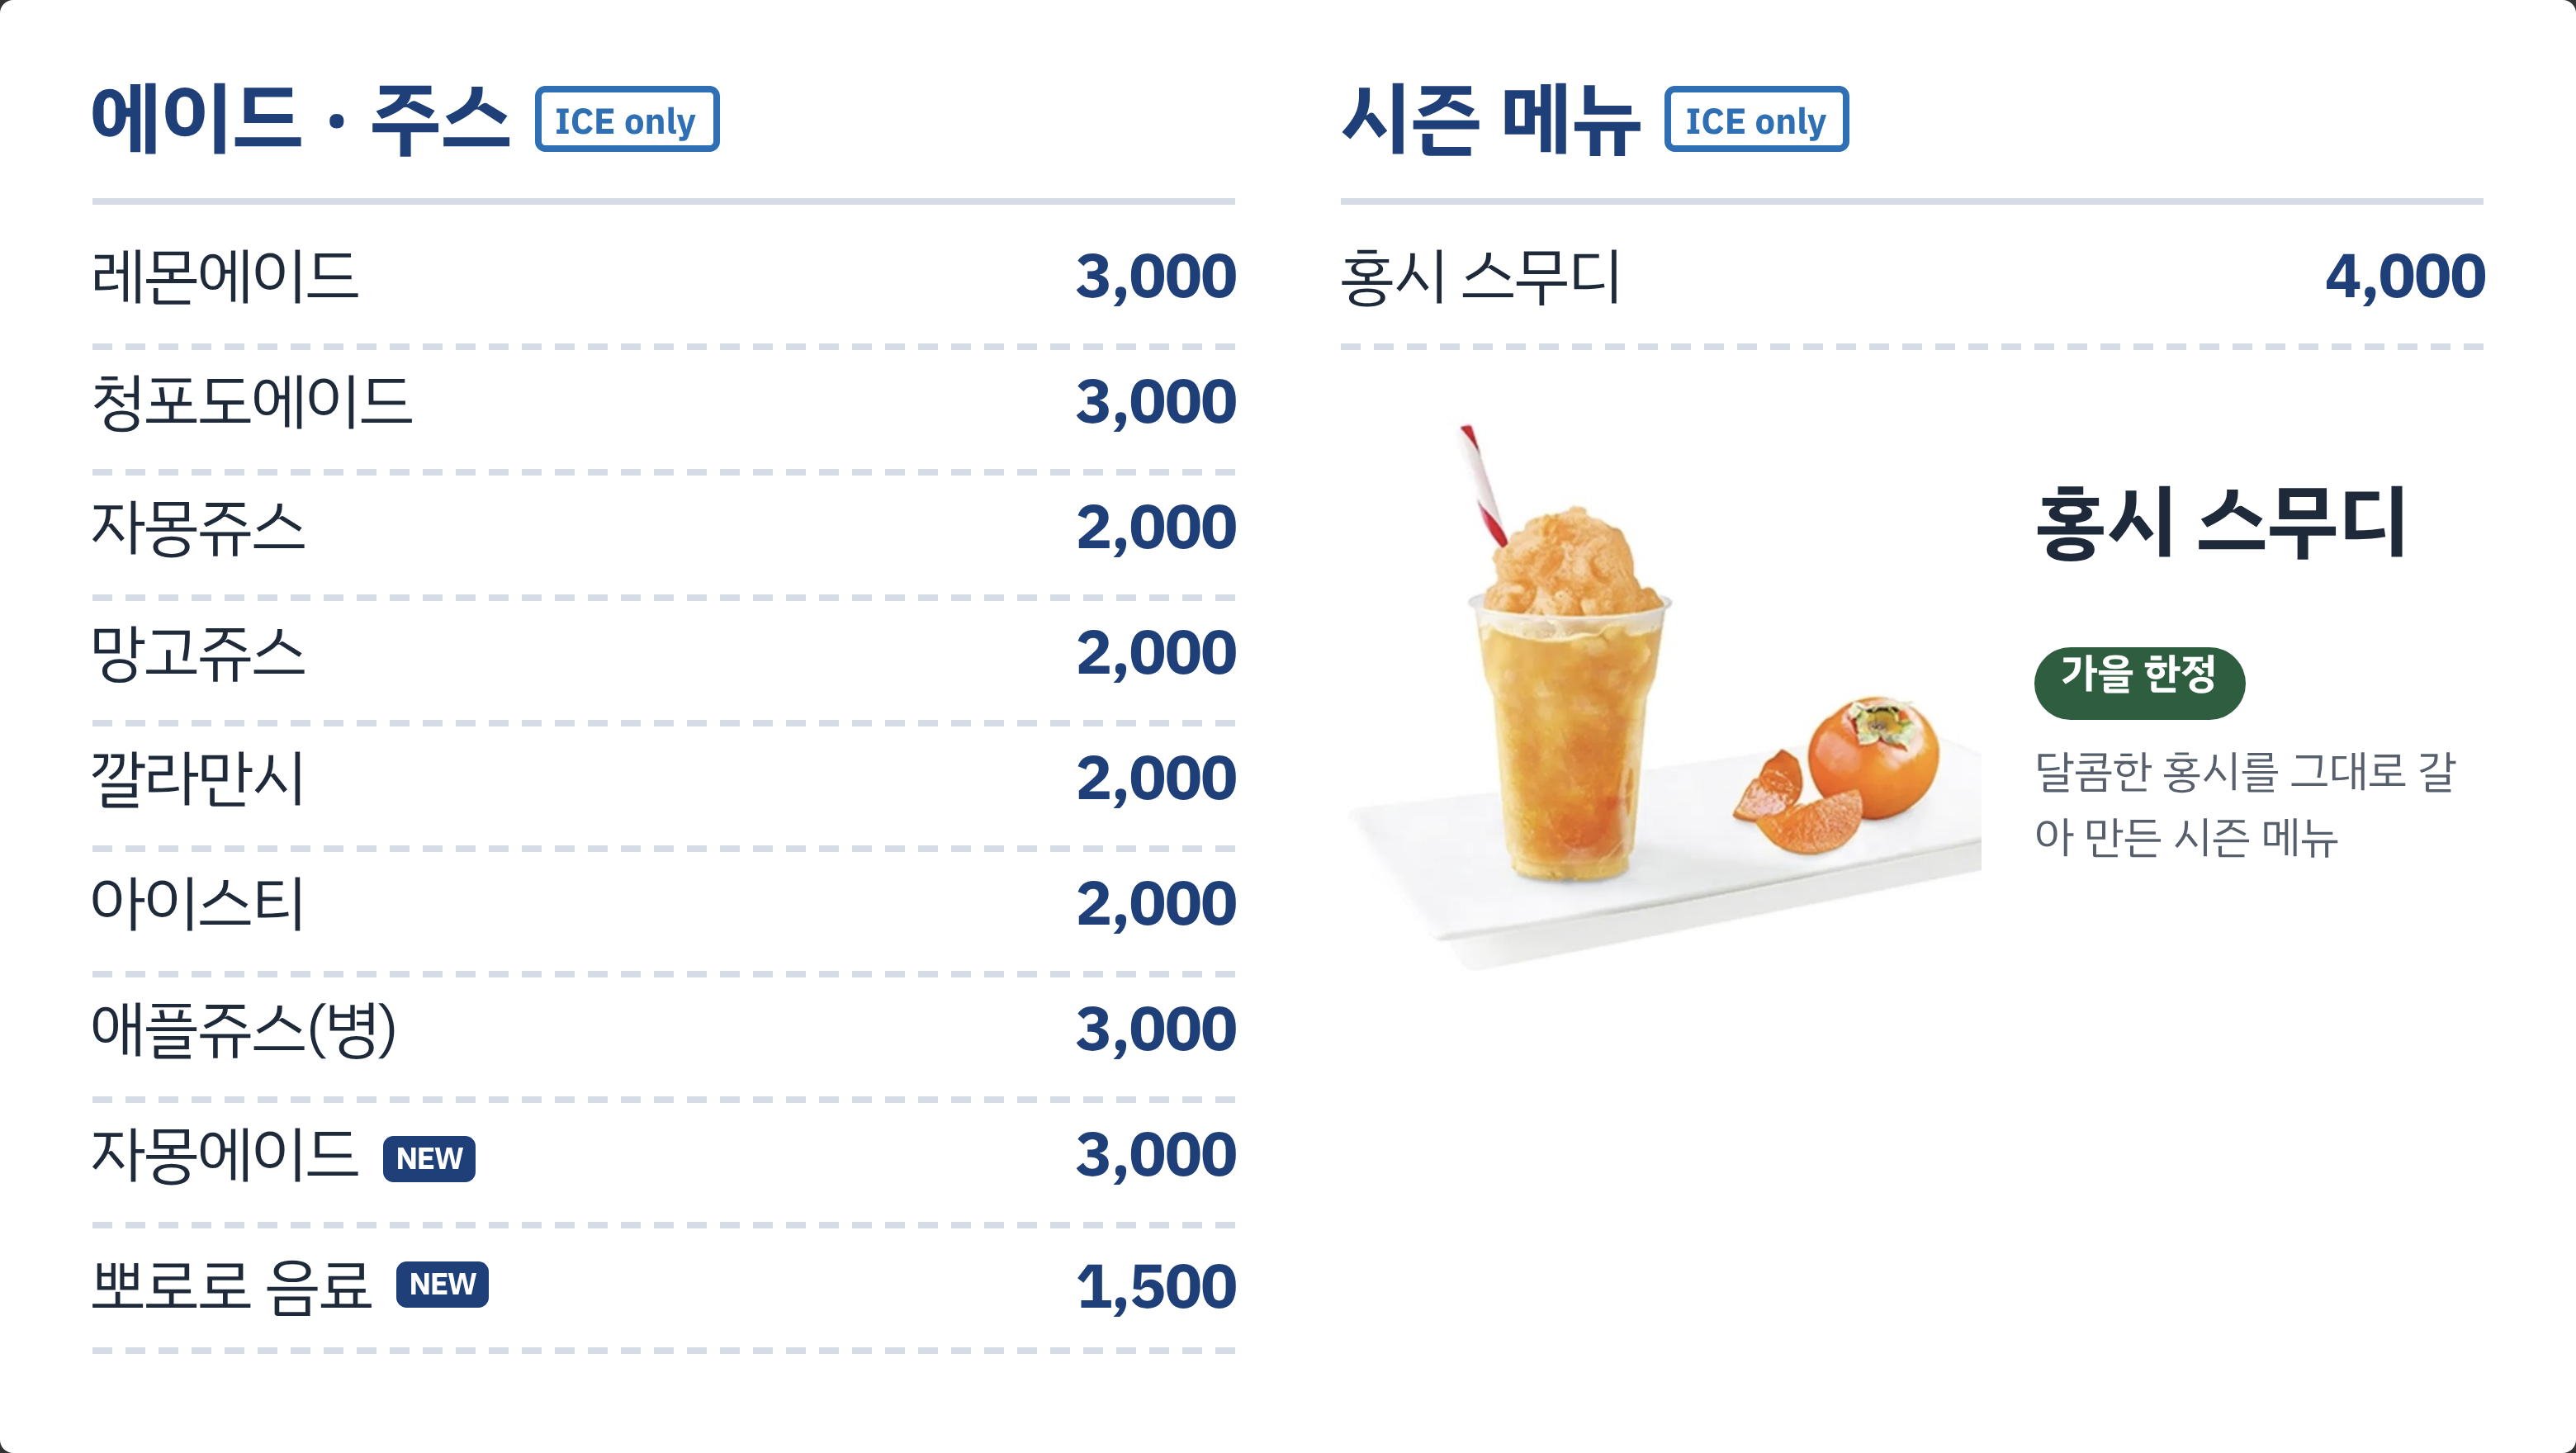 에이드 · 주스 ICE only
레몬에이드 3,000
청포도에이드 3,000
자몽쥬스 2,000
망고쥬스 2,000
깔라만시 2,000
아이스티 2,000
애플쥬스(병) 3,000
자몽에이드 NEW 3,000
뽀로로 음료 NEW 1,500
시즌 메뉴 ICE only
홍시 스무디 4,000
홍시 스무디
가을 한정
달콤한 홍시를 그대로 갈
아 만든 시즌 메뉴